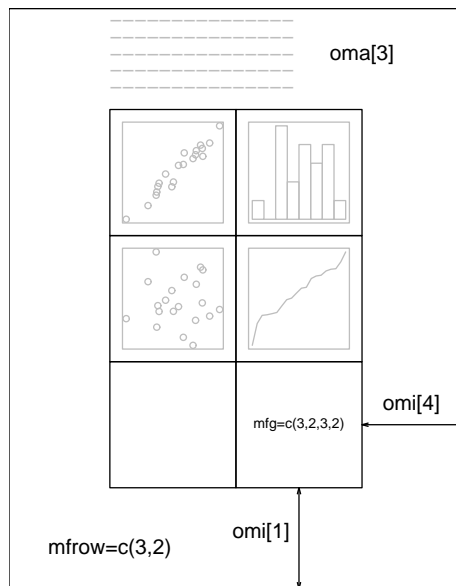 oma[3]
omi[4]
mfg=c(3,2,3,2)
omi[1]
mfrow=c(3,2)